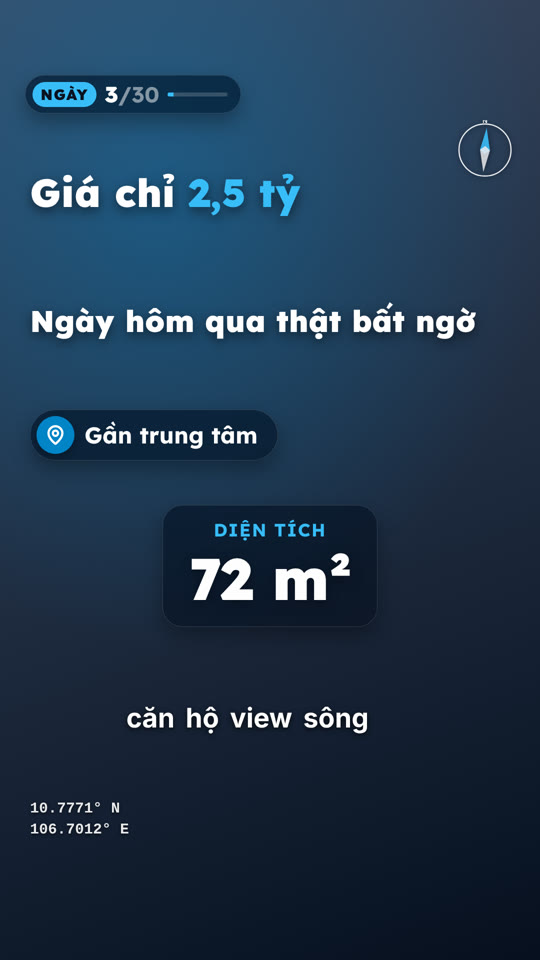 NGÀY 3/30
Giá chỉ 2,5 tỷ
Ngày hôm qua thật bất ngờ
Gần trung tâm
DIỆN TÍCH
72 m²
căn hộ view sông
10.7771° N
106.7012° E